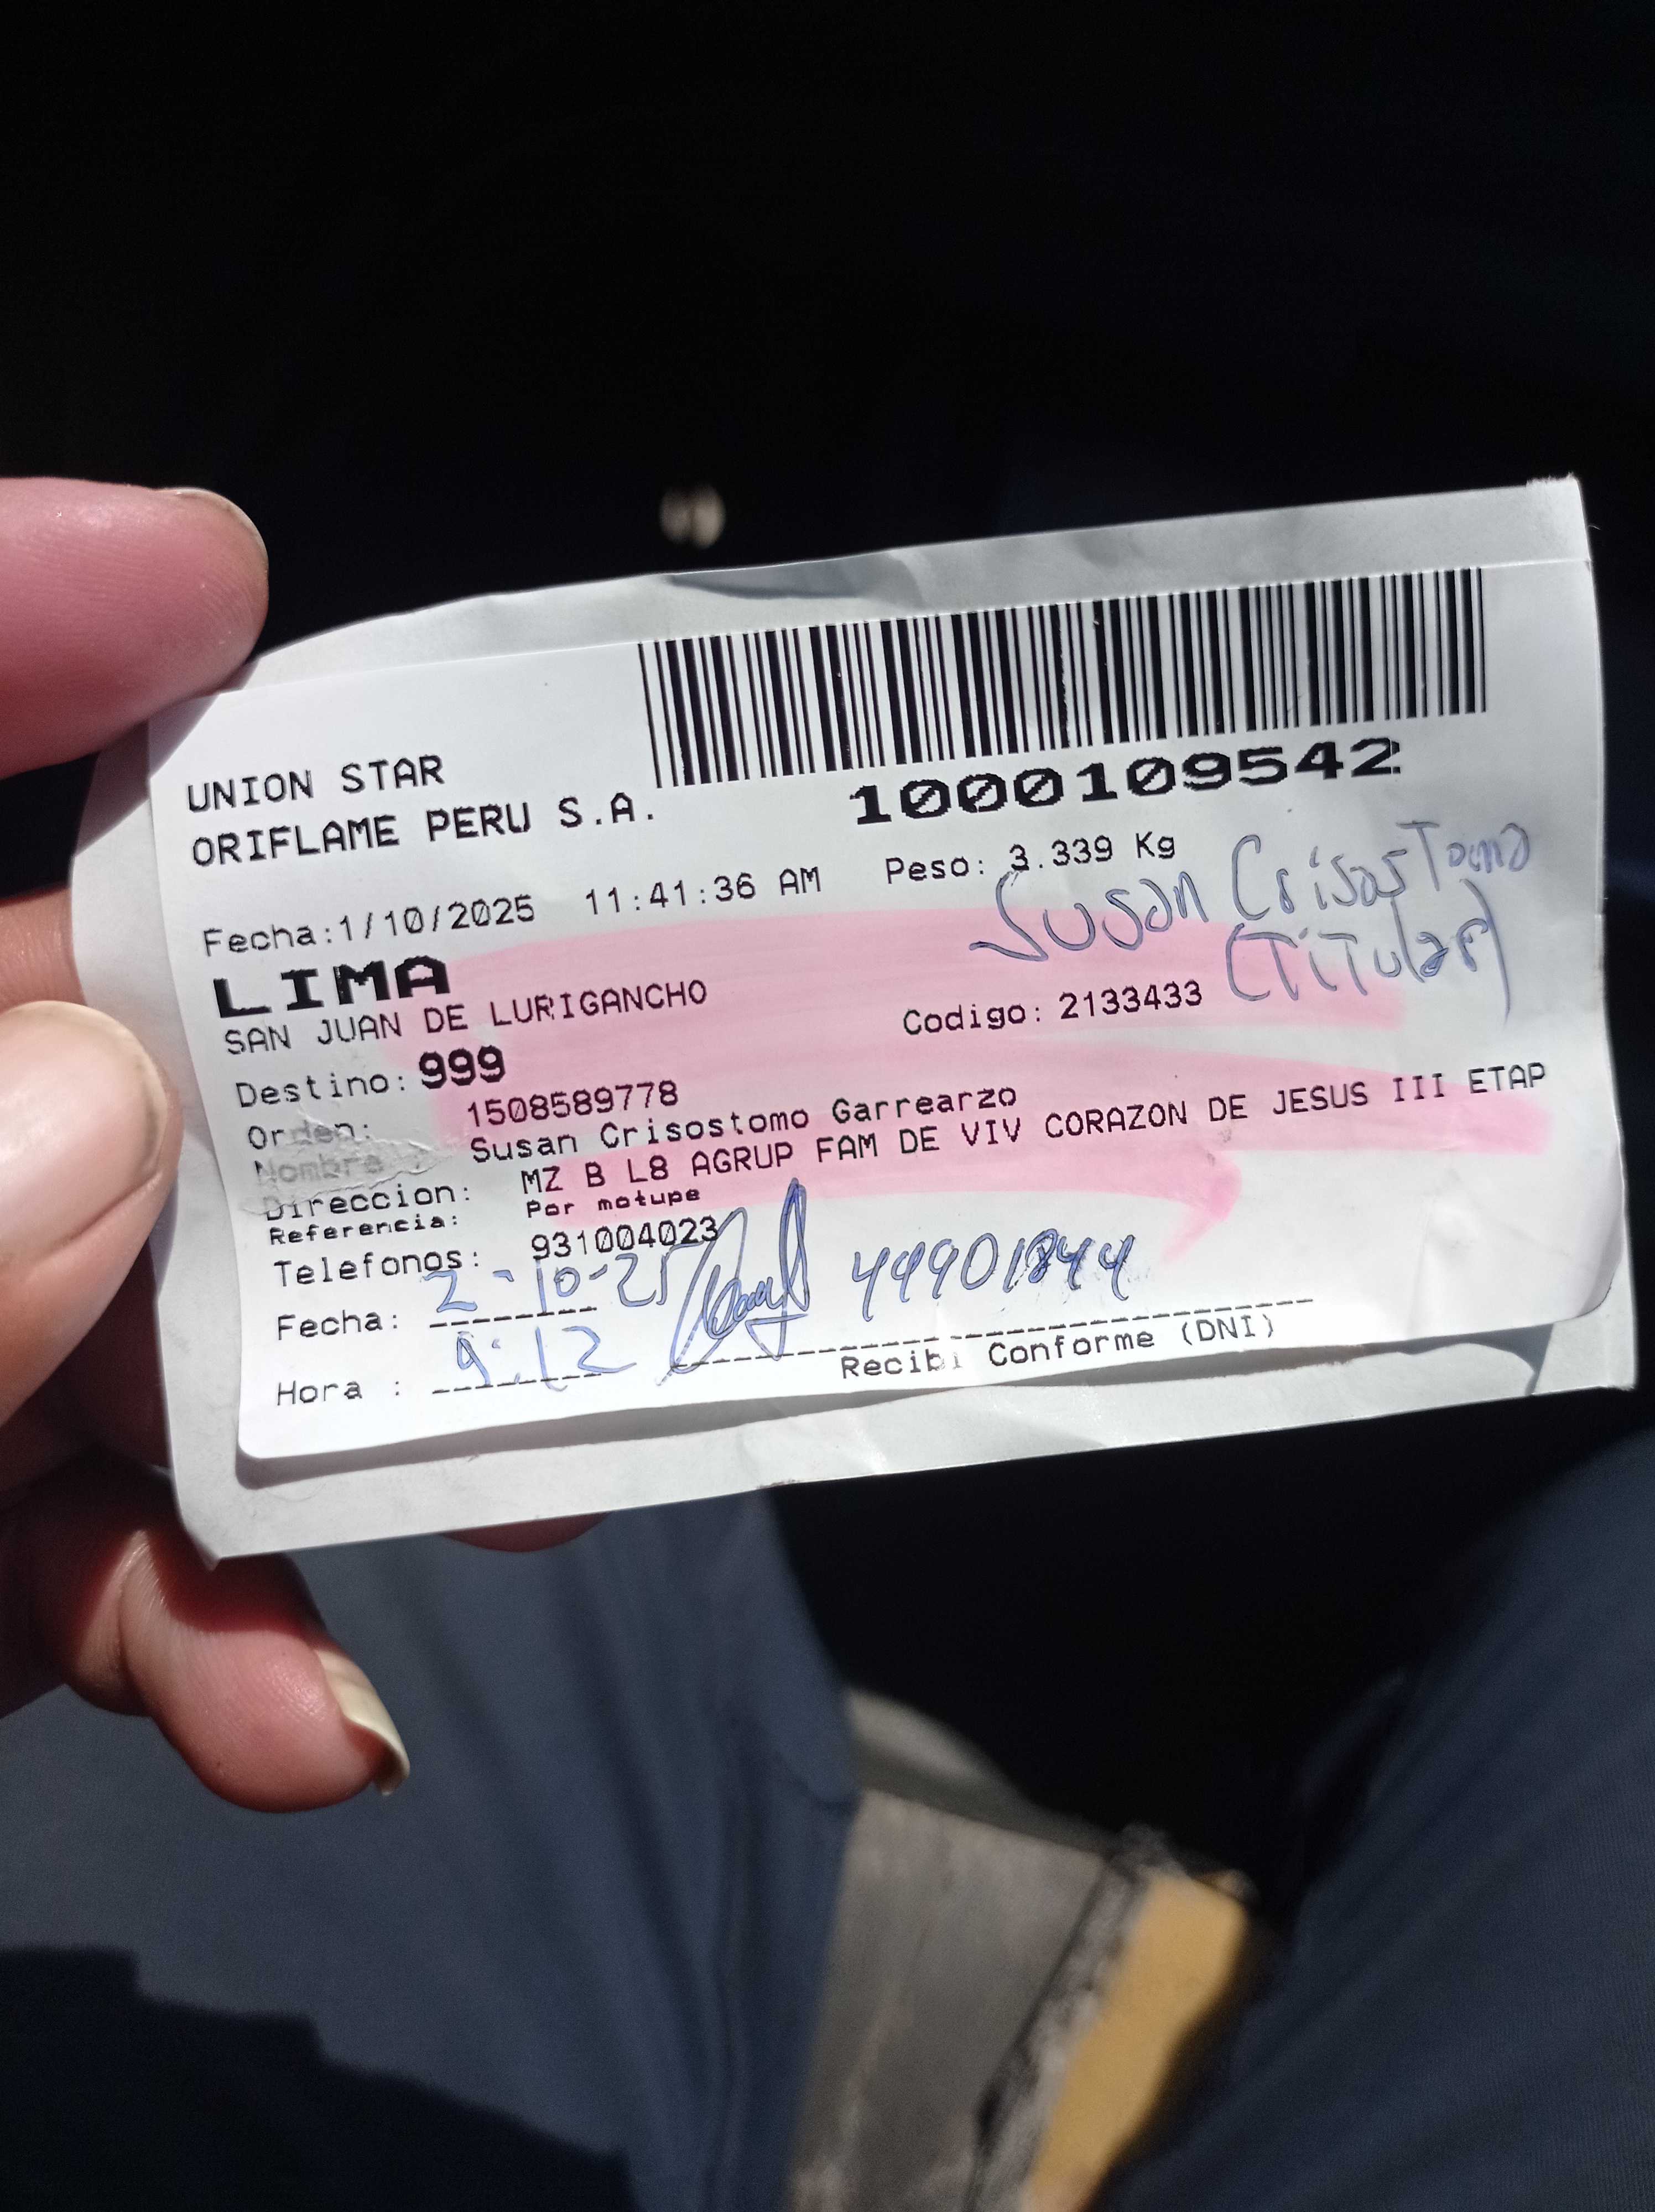 UNION STAR
ORIFLAME PERU S.A.
1000109542
Fecha:1/10/2025 11:41:36 AM Peso: 3.339 Kg
Susan Crisostomo
(Titular)
LIMA
SAN JUAN DE LURIGANCHO
Codigo: 2133433
Destino: 999
Orden: 1508589778
Nombre : Susan Crisostomo Garrearzo
Direccion: MZ B L8 AGRUP FAM DE VIV CORAZON DE JESUS III ETAP
Referencia: Por motupe
Telefonos: 931004023
Fecha: 2-10-25 44901844
Hora : 9:12
Recibi Conforme (DNI)